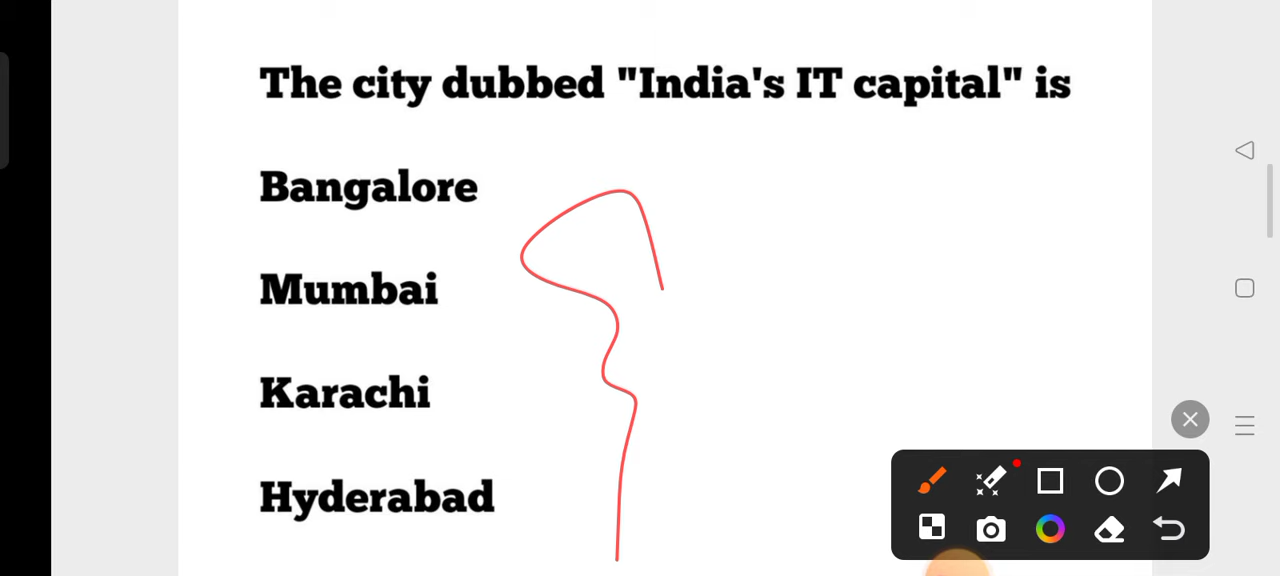 The city dubbed "India's IT capital" is
Bangalore
Mumbai
Karachi
Hyderabad